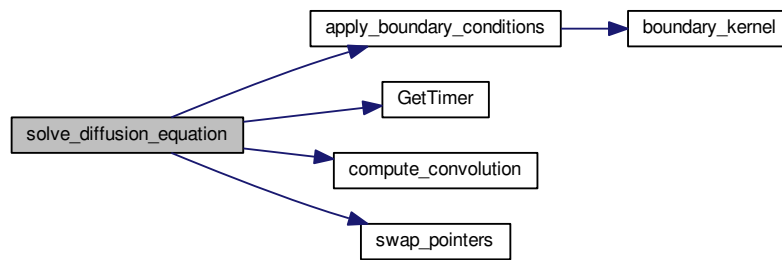 apply_boundary_conditions
boundary_kernel
GetTimer
solve_diffusion_equation
compute_convolution
swap_pointers